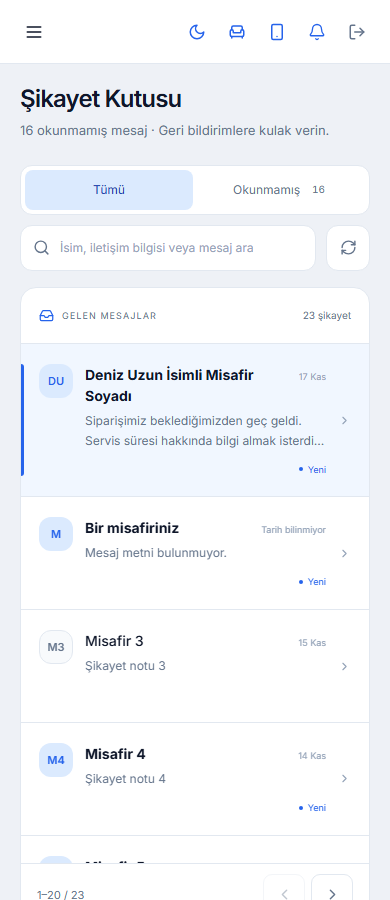 Şikayet Kutusu
16 okunmamış mesaj · Geri bildirimlere kulak verin.
Tümü
Okunmamış 16
İsim, iletişim bilgisi veya mesaj ara
GELEN MESAJLAR
23 şikayet
DU
Deniz Uzun İsimli Misafir
Soyadı
17 Kas
Siparişimiz beklediğimizden geç geldi.
Servis süresi hakkında bilgi almak isterdi...
Yeni
M
Bir misafiriniz
Tarih bilinmiyor
Mesaj metni bulunmuyor.
Yeni
M3
Misafir 3
15 Kas
Şikayet notu 3
M4
Misafir 4
14 Kas
Şikayet notu 4
Yeni
1–20 / 23